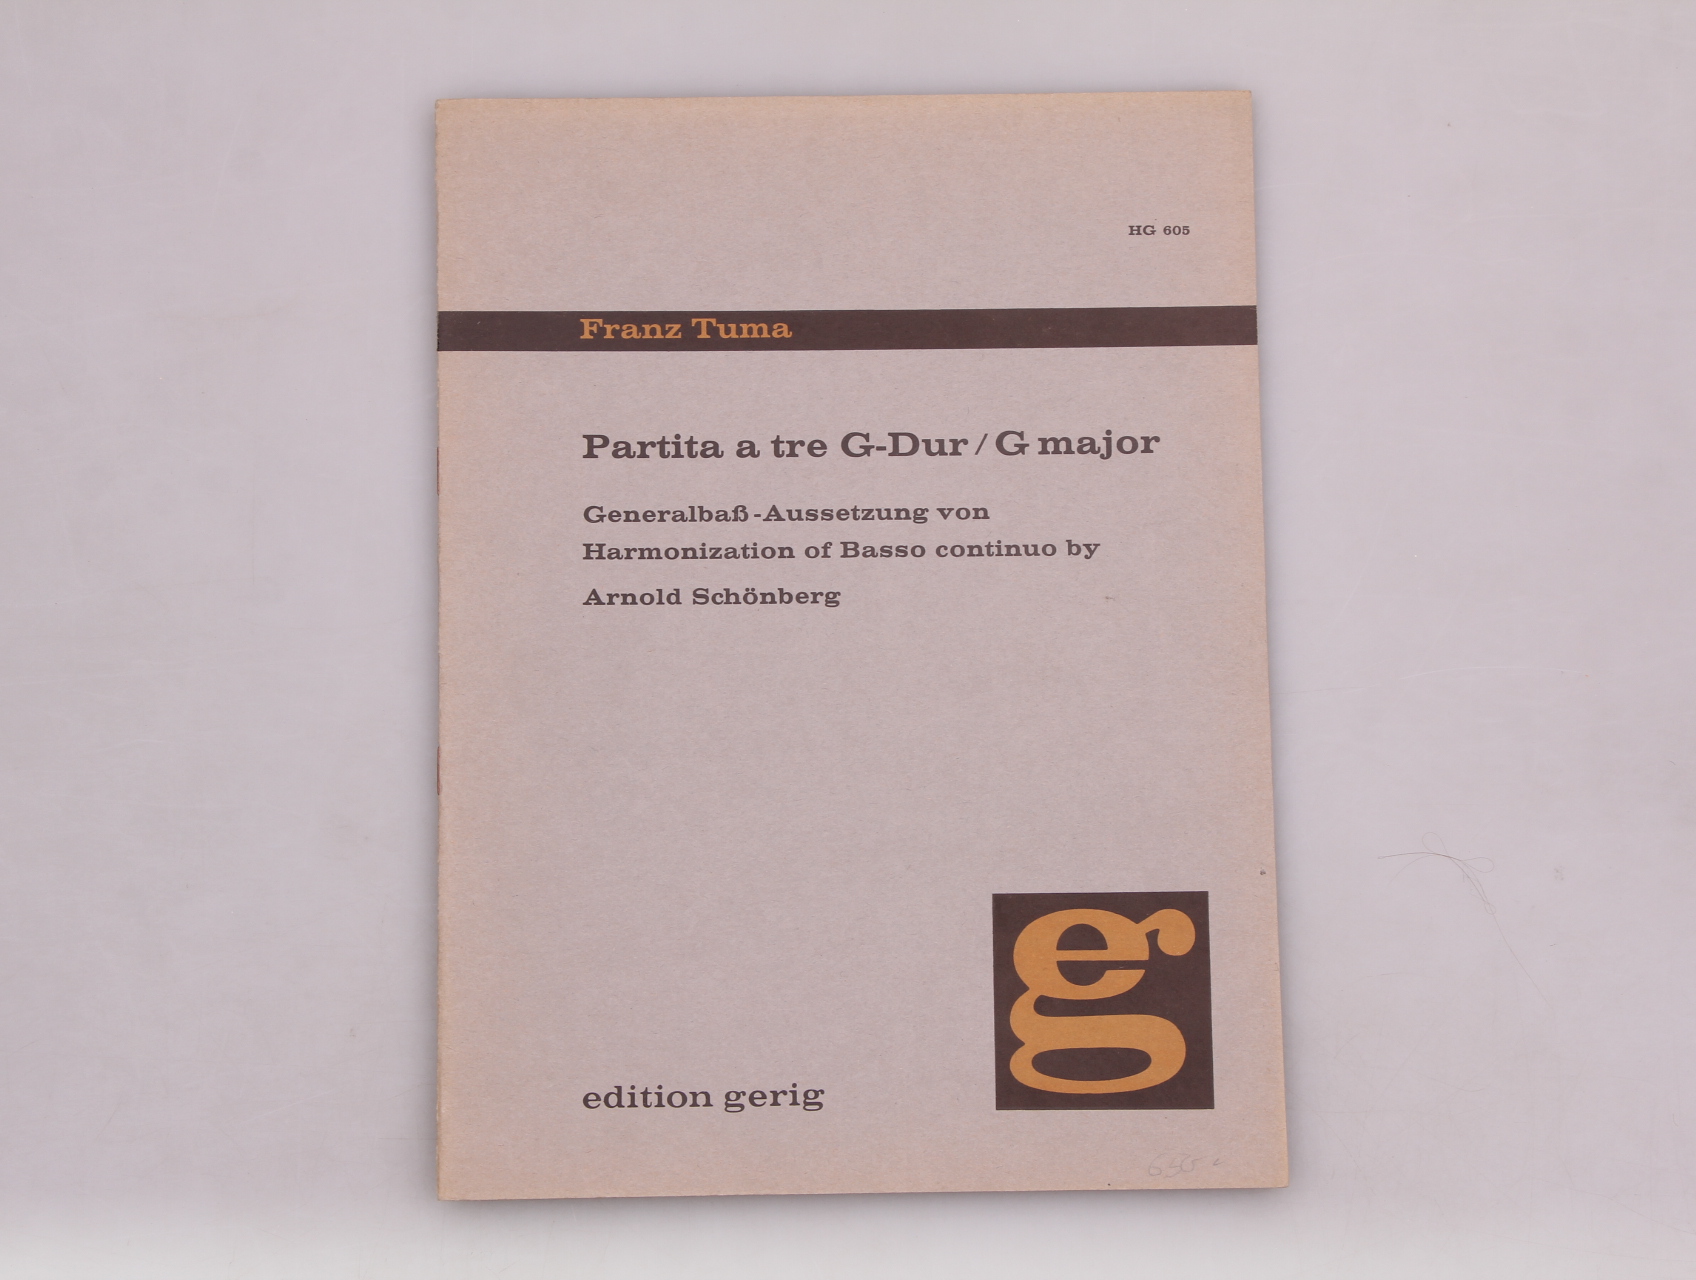 HG 605
Franz Tuma
Partita a tre G-Dur / G major
Generalbaß-Aussetzung von
Harmonization of Basso continuo by
Arnold Schönberg
eg
edition gerig